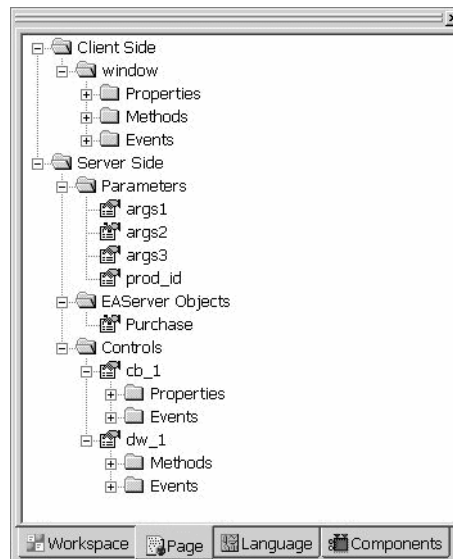 Client Side
window
Properties
Methods
Events
Server Side
Parameters
args1
args2
args3
prod_id
EAServer Objects
Purchase
Controls
cb_1
Properties
Events
dw_1
Methods
Events
Workspace Page Language Components